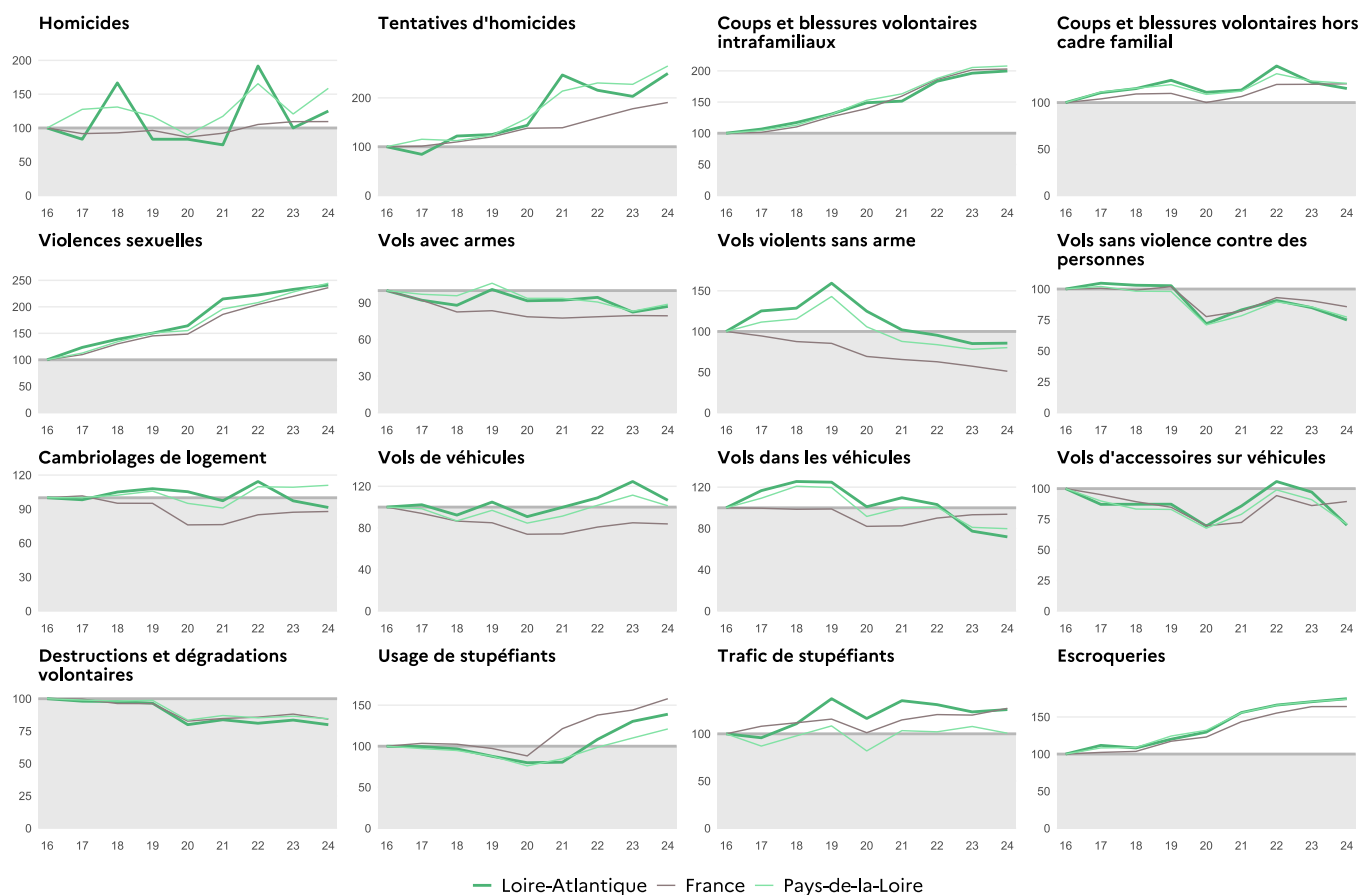 Homicides
200
150
100
50
0
16 17 18 19 20 21 22 23 24
Tentatives d'homicides
200
100
0
16 17 18 19 20 21 22 23 24
Coups et blessures volontaires
intrafamiliaux
200
150
100
50
0
16 17 18 19 20 21 22 23 24
Coups et blessures volontaires hors
cadre familial
100
0
16 17 18 19 20 21 22 23 24
Violences sexuelles
250
200
150
100
50
0
16 17 18 19 20 21 22 23 24
Vols avec armes
90
60
30
0
16 17 18 19 20 21 22 23 24
Vols violents sans arme
150
100
50
0
16 17 18 19 20 21 22 23 24
Vols sans violence contre des
personnes
100
75
50
25
0
16 17 18 19 20 21 22 23 24
Cambriolages de logement
120
90
60
30
0
16 17 18 19 20 21 22 23 24
Vols de véhicules
120
80
40
0
16 17 18 19 20 21 22 23 24
Vols dans les véhicules
120
80
40
0
16 17 18 19 20 21 22 23 24
Vols d'accessoires sur véhicules
100
75
50
25
0
16 17 18 19 20 21 22 23 24
Destructions et dégradations
volontaires
100
75
50
25
0
16 17 18 19 20 21 22 23 24
Usage de stupéfiants
150
100
50
0
16 17 18 19 20 21 22 23 24
Trafic de stupéfiants
100
50
0
16 17 18 19 20 21 22 23 24
Escroqueries
150
100
50
0
16 17 18 19 20 21 22 23 24
Loire-Atlantique France Pays-de-la-Loire